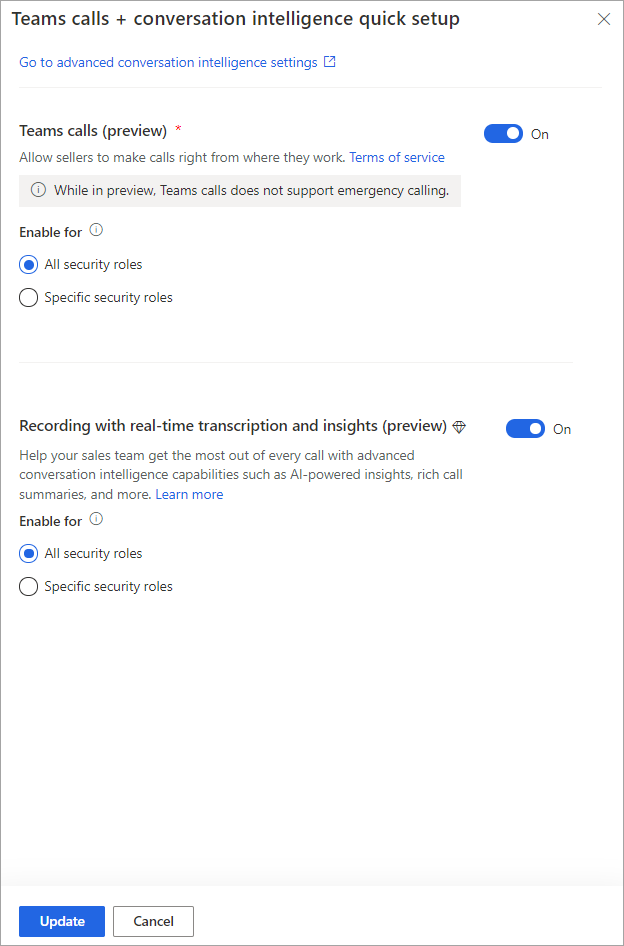 Teams calls + conversation intelligence quick setup
Go to advanced conversation intelligence settings
Teams calls (preview) *
On
Allow sellers to make calls right from where they work. Terms of service
While in preview, Teams calls does not support emergency calling.
Enable for
All security roles
Specific security roles
Recording with real-time transcription and insights (preview)
On
Help your sales team get the most out of every call with advanced
conversation intelligence capabilities such as AI-powered insights, rich call
summaries, and more. Learn more
Enable for
All security roles
Specific security roles
Update
Cancel